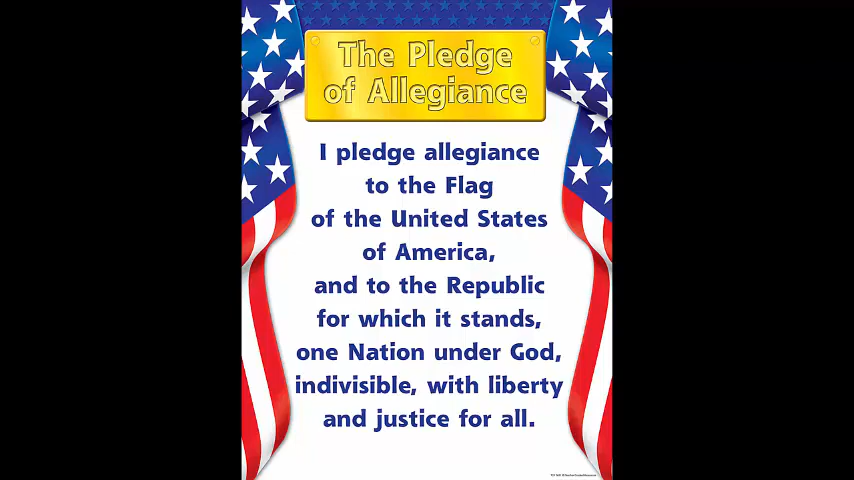 The Pledge
of Allegiance
I pledge allegiance
to the Flag
of the United States
of America,
and to the Republic
for which it stands,
one Nation under God,
indivisible, with liberty
and justice for all.